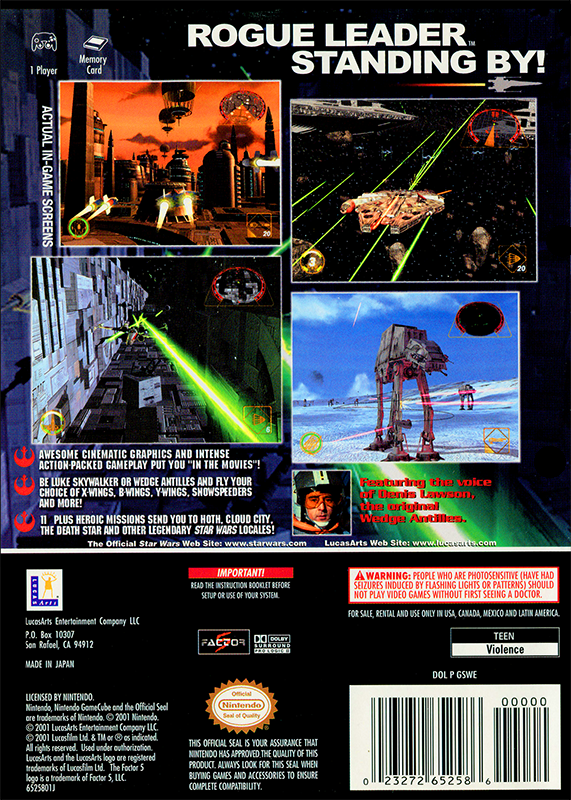 ROGUE LEADER™
STANDING BY!
1 Player
Memory
Card
ACTUAL IN-GAME SCREENS
20
20
6
AWESOME CINEMATIC GRAPHICS AND INTENSE
ACTION-PACKED GAMEPLAY PUT YOU "IN THE MOVIES"!
BE LUKE SKYWALKER OR WEDGE ANTILLES AND FLY YOUR
CHOICE OF X-WINGS, B-WINGS, Y-WINGS, SNOWSPEEDERS
AND MORE!
11 PLUS HEROIC MISSIONS SEND YOU TO HOTH, CLOUD CITY,
THE DEATH STAR AND OTHER LEGENDARY STAR WARS LOCALES!
Featuring the voice
of Denis Lawson,
the original
Wedge Antilles.
The Official Star Wars Web Site: www.starwars.com
LucasArts Web Site: www.lucasarts.com
LUCAS
Arts
LucasArts Entertainment Company LLC
P.O. Box 10307
San Rafael, CA 94912
MADE IN JAPAN
IMPORTANT!
READ THE INSTRUCTION BOOKLET BEFORE
SETUP OR USE OF YOUR SYSTEM.
FACTOR 5
DOLBY
SURROUND
PRO LOGIC II
WARNING: PEOPLE WHO ARE PHOTOSENSITIVE (HAVE HAD
SEIZURES INDUCED BY FLASHING LIGHTS OR PATTERNS) SHOULD
NOT PLAY VIDEO GAMES WITHOUT FIRST SEEING A DOCTOR.
FOR SALE, RENTAL AND USE ONLY IN USA, CANADA, MEXICO AND LATIN AMERICA.
TEEN
Violence
DOL P GSWE
LICENSED BY NINTENDO.
Nintendo, Nintendo GameCube and the Official Seal
are trademarks of Nintendo. © 2001 Nintendo.
© 2001 LucasArts Entertainment Company LLC.
© 2001 Lucasfilm Ltd. & TM or ® as indicated.
All rights reserved. Used under authorization.
LucasArts and the LucasArts logo are registered
trademarks of Lucasfilm Ltd. The Factor 5
logo is a trademark of Factor 5, LLC.
6525801J
Official
Nintendo
Seal of Quality
THIS OFFICIAL SEAL IS YOUR ASSURANCE THAT
NINTENDO HAS APPROVED THE QUALITY OF THIS
PRODUCT. ALWAYS LOOK FOR THIS SEAL WHEN
BUYING GAMES AND ACCESSORIES TO ENSURE
COMPLETE COMPATIBILITY.
00000
0 23272 65258 6